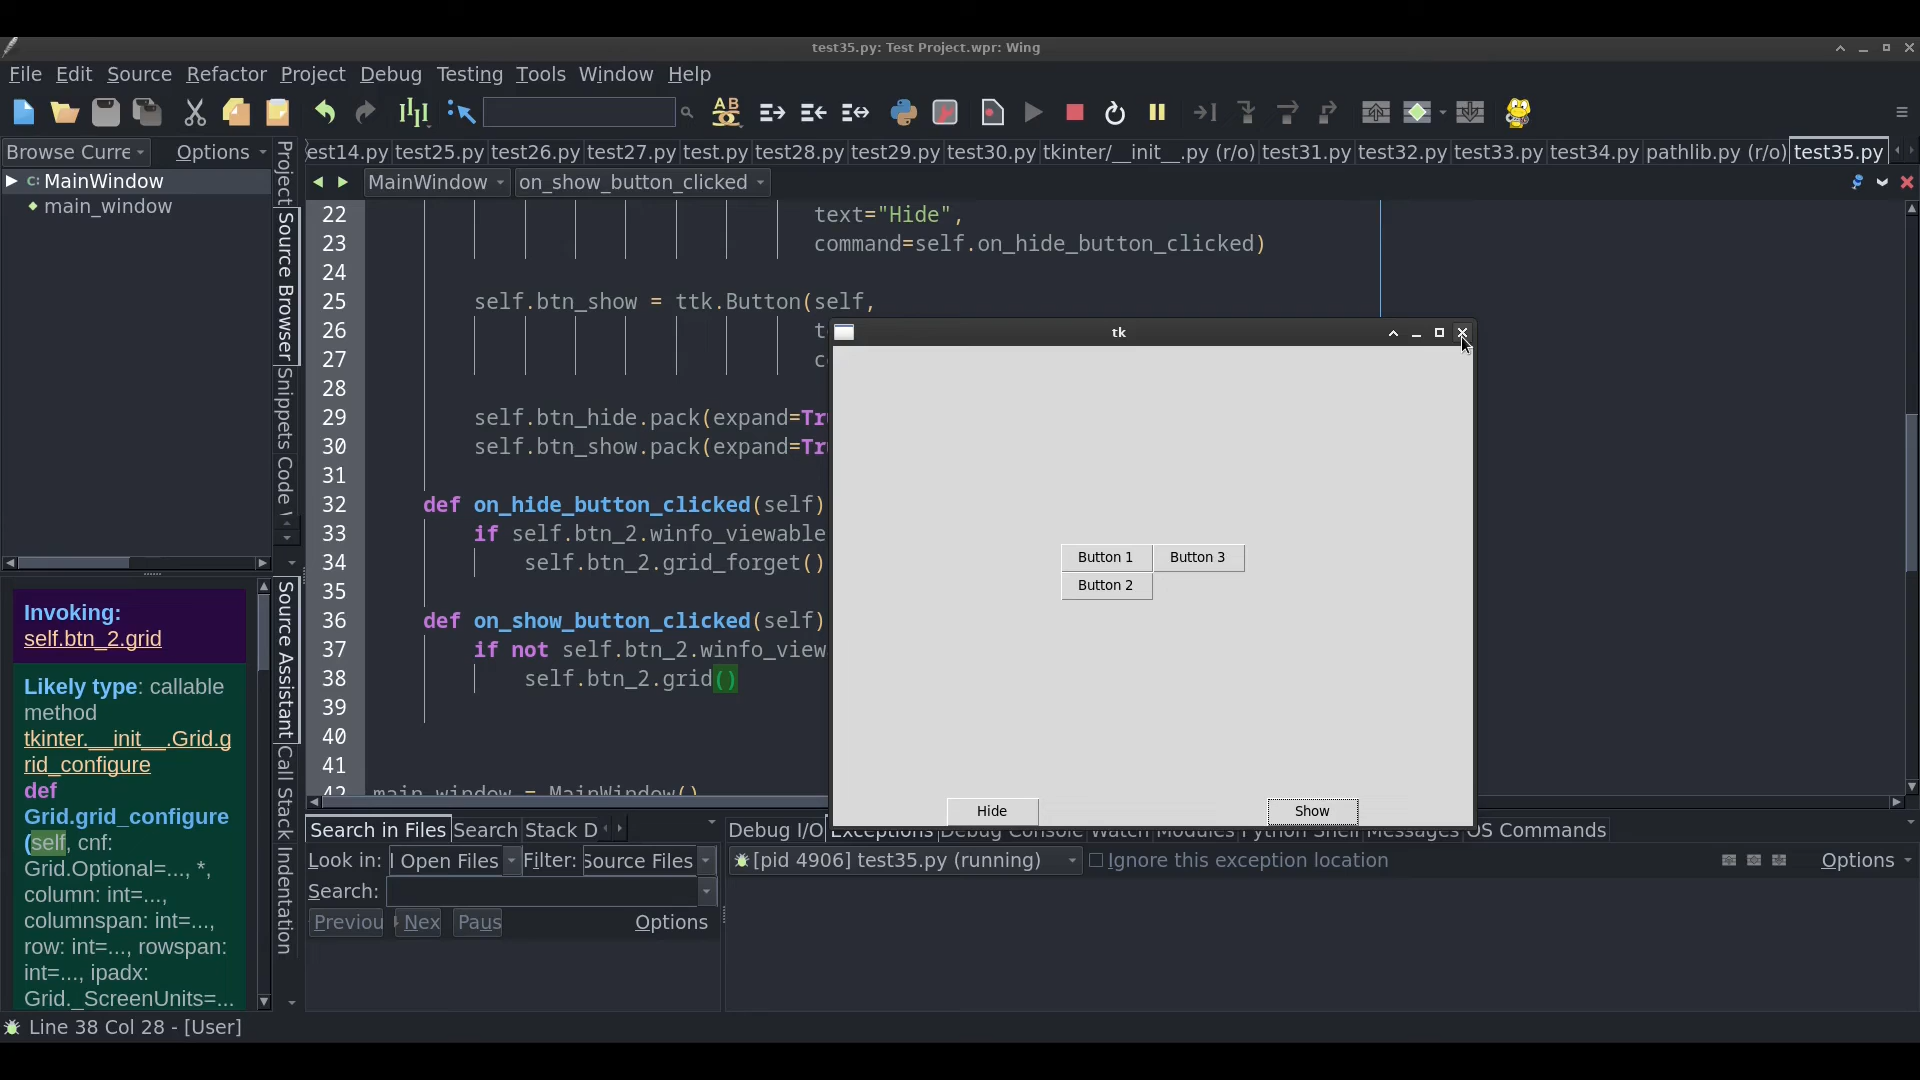 test35.py: Test Project.wpr: Wing
File Edit Source Refactor Project Debug Testing Tools Window Help
est14.py test25.py test26.py test27.py test.py test28.py test29.py test30.py tkinter/__init__.py (r/o) test31.py test32.py test33.py test34.py pathlib.py (r/o) test35.py
Browse Curre Options
MainWindow
main_window
Project
Source Browser
Snippets
Code
MainWindow on_show_button_clicked
22 text="Hide",
23 command=self.on_hide_button_clicked)
24
25 self.btn_show = ttk.Button(self,
26 t
27 c
28
29 self.btn_hide.pack(expand=Tr
30 self.btn_show.pack(expand=Tr
31
32 def on_hide_button_clicked(self)
33 if self.btn_2.winfo_viewable
34 self.btn_2.grid_forget()
35
36 def on_show_button_clicked(self)
37 if not self.btn_2.winfo_view
38 self.btn_2.grid()
39
40
41
42 main_window = MainWindow()
tk
Button 1 Button 3
Button 2
Hide Show
Invoking:
self.btn_2.grid
Likely type: callable
method
tkinter.__init__.Grid.g
rid_configure
def
Grid.grid_configure
(self, cnf:
Grid.Optional=..., *,
column: int=...,
columnspan: int=...,
row: int=..., rowspan:
int=..., ipadx:
Grid._ScreenUnits=...
Source Assistant
Call Stack
Indentation
Search in Files Search Stack D
Look in: Open Files Filter: Source Files
Search:
Previou Nex Paus Options
Debug I/O Exceptions Debug Console Watch Modules Python Shell Messages OS Commands
[pid 4906] test35.py (running) Ignore this exception location Options
Line 38 Col 28 - [User]